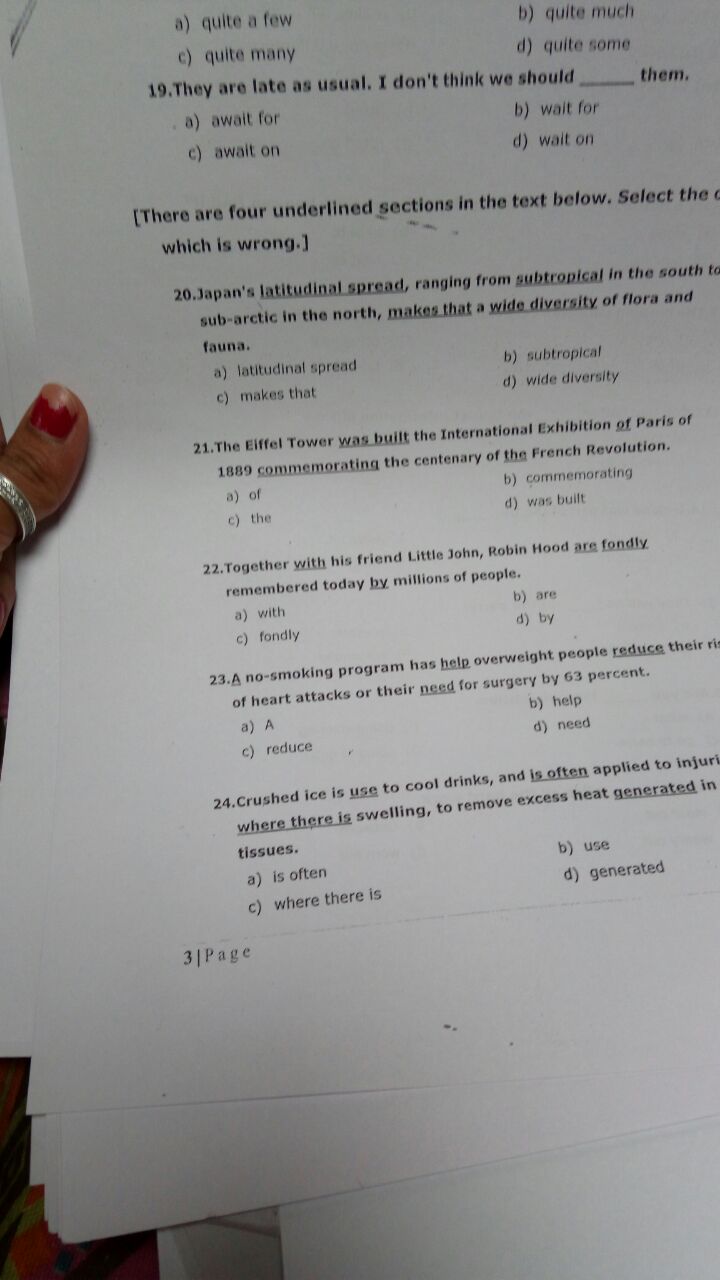 a) quite a few b) quite much
c) quite many d) quite some
19.They are late as usual. I don't think we should ______ them.
a) await for b) wait for
c) await on d) wait on
[There are four underlined sections in the text below. Select the
which is wrong.]
20.Japan's latitudinal spread, ranging from subtropical in the south to
sub-arctic in the north, makes that a wide diversity of flora and
fauna.
a) latitudinal spread b) subtropical
c) makes that d) wide diversity
21.The Eiffel Tower was built the International Exhibition of Paris of
1889 commemorating the centenary of the French Revolution.
a) of b) commemorating
c) the d) was built
22.Together with his friend Little John, Robin Hood are fondly
remembered today by millions of people.
a) with b) are
c) fondly d) by
23.A no-smoking program has help overweight people reduce their
of heart attacks or their need for surgery by 63 percent.
a) A b) help
c) reduce d) need
24.Crushed ice is use to cool drinks, and is often applied to
where there is swelling, to remove excess heat generated in
tissues.
a) is often b) use
c) where there is d) generated
3|Page